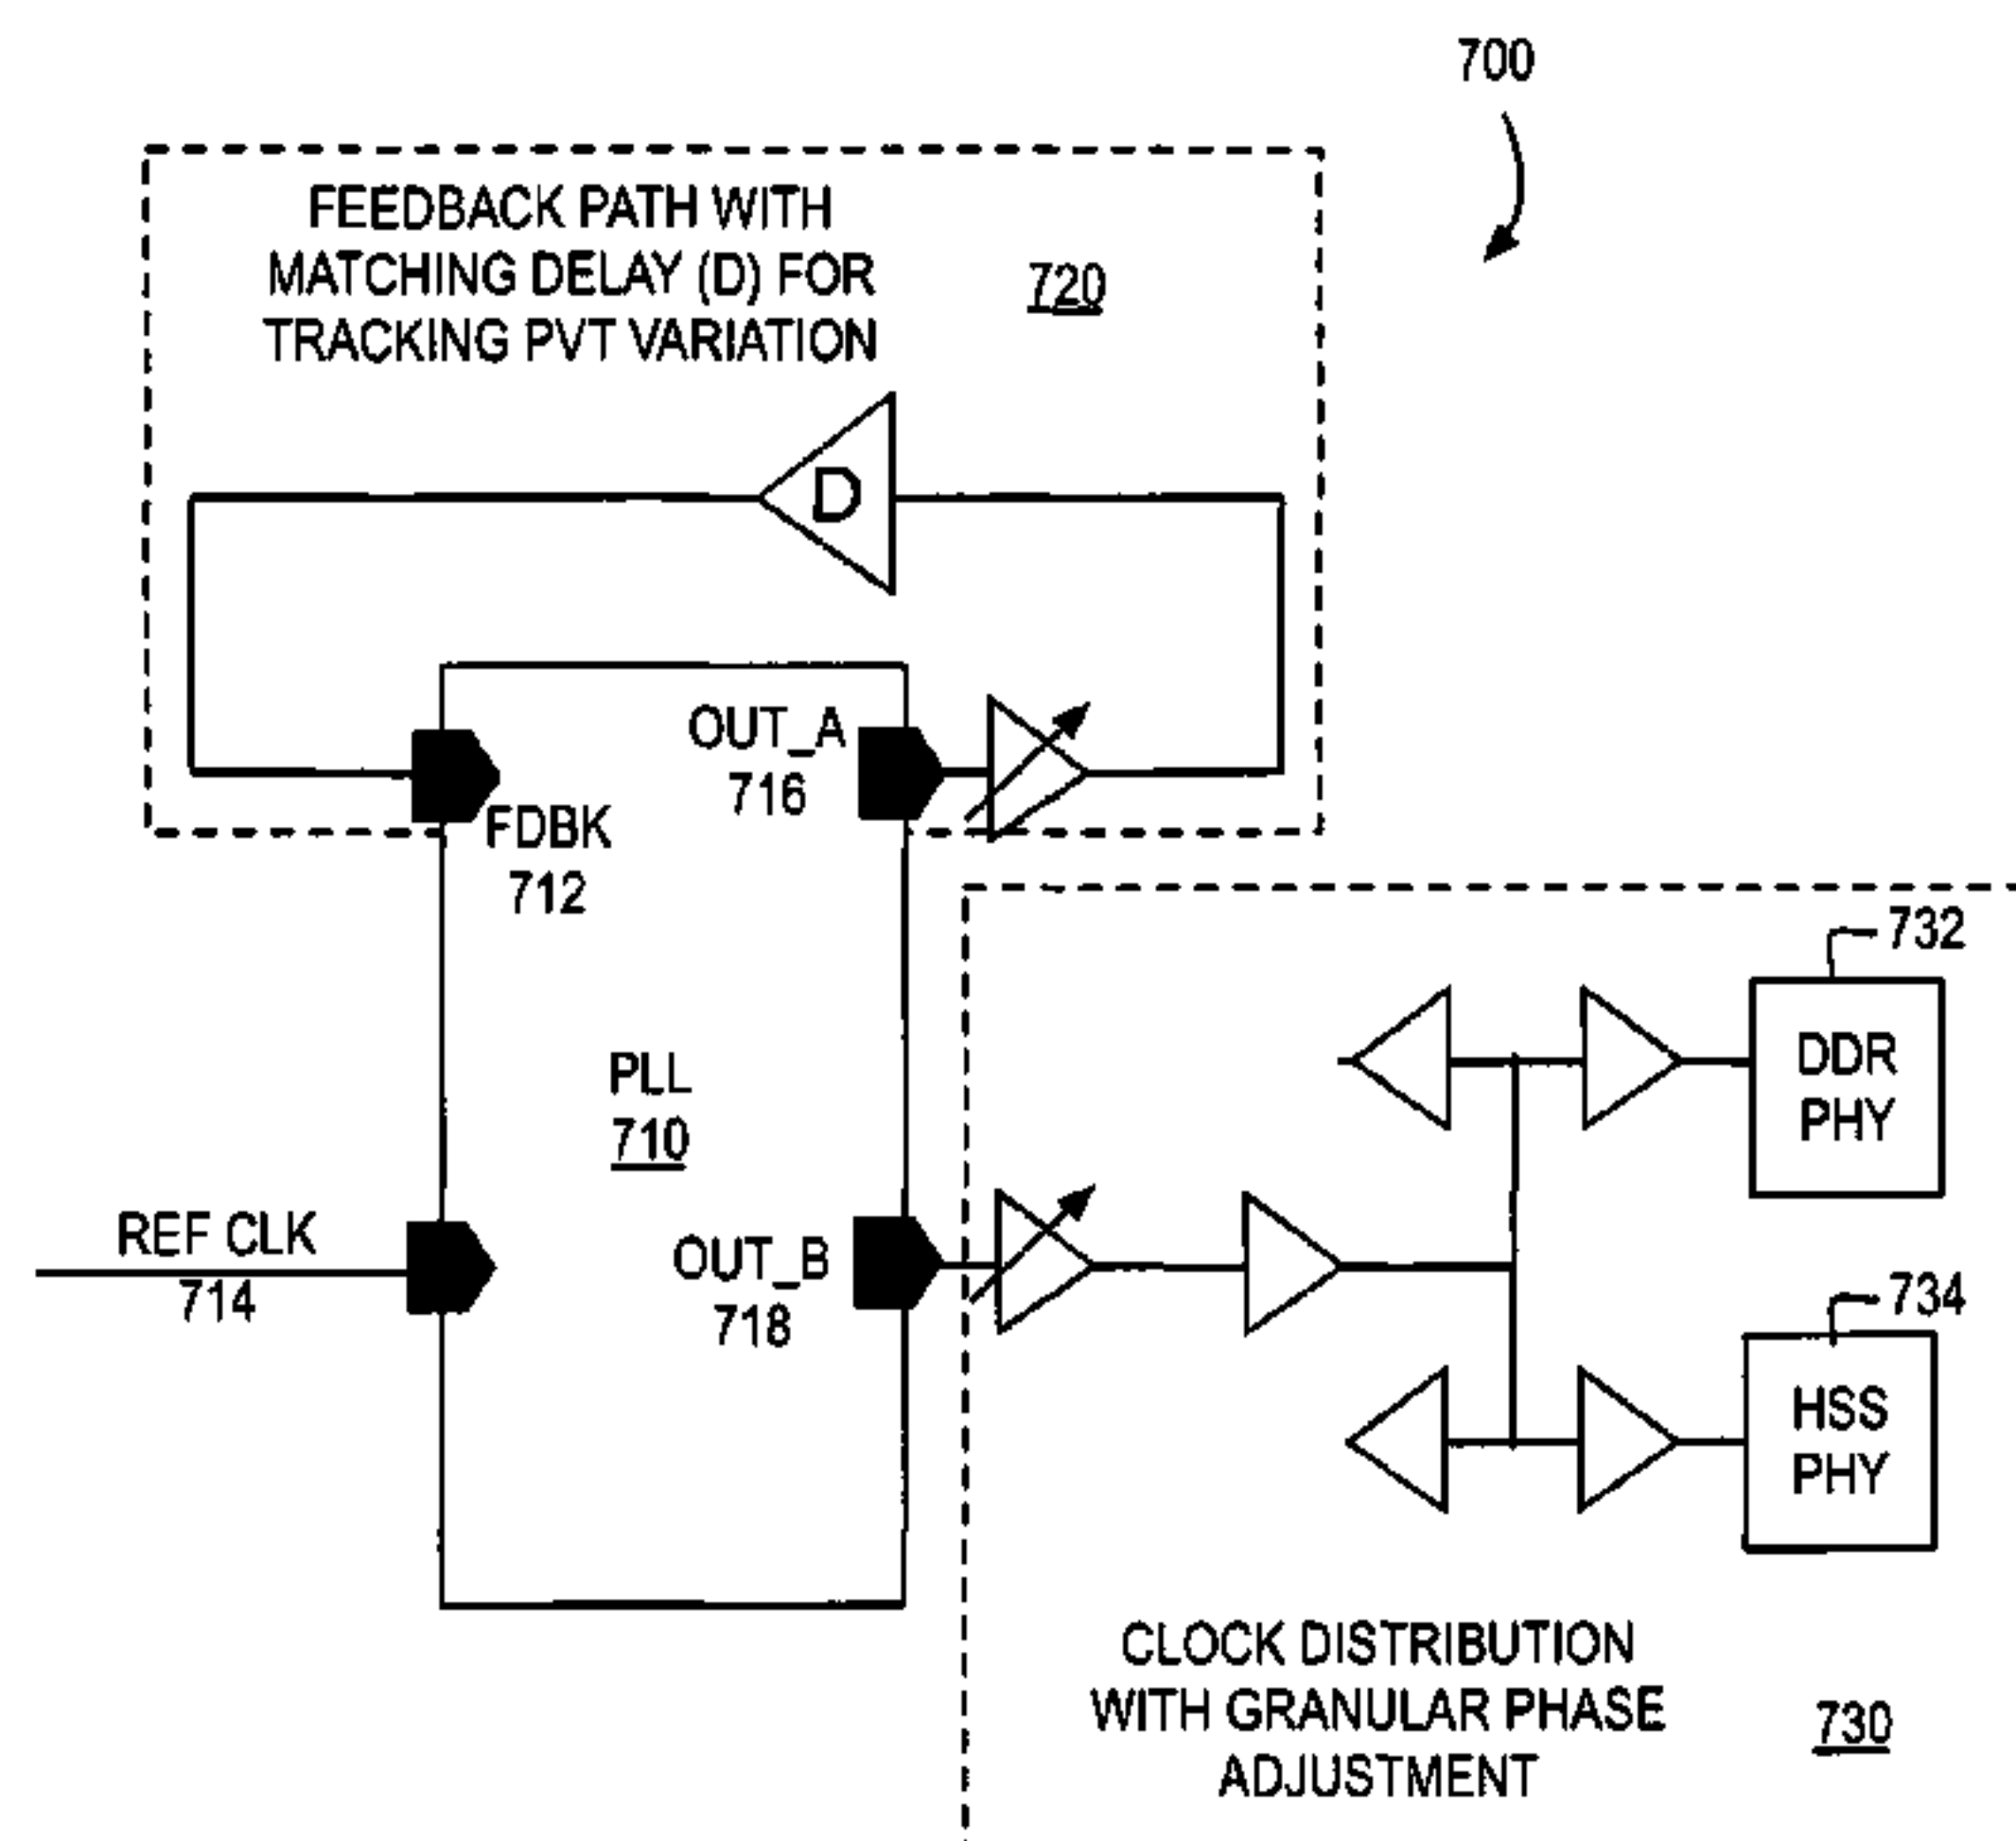 700
FEEDBACK PATH WITH
MATCHING DELAY (D) FOR
TRACKING PVT VARIATION
720
D
OUT_A
716
FDBK
712
732
DDR
PHY
PLL
710
REF CLK
714
OUT_B
718
734
HSS
PHY
CLOCK DISTRIBUTION
WITH GRANULAR PHASE
ADJUSTMENT
730